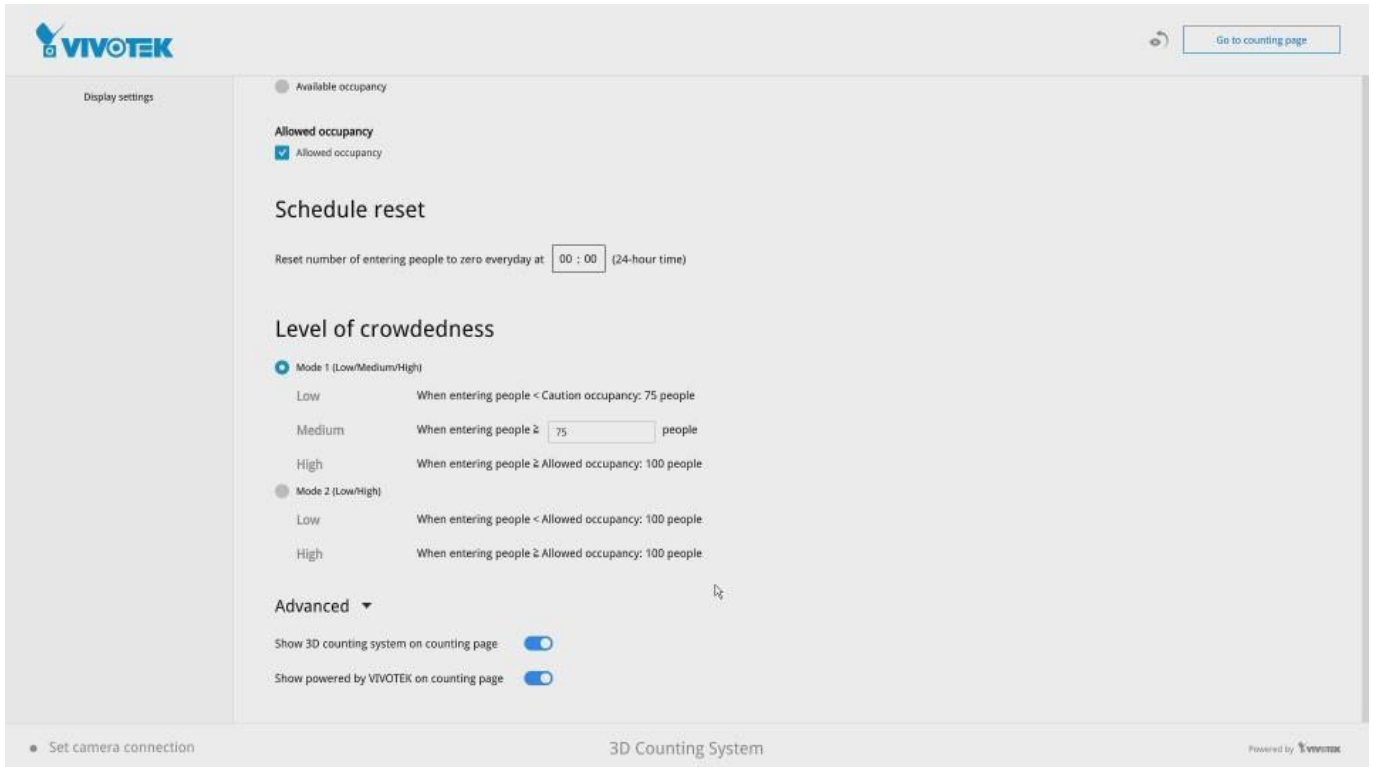 VIVOTEK
Go to counting page
Display settings
Available occupancy
Allowed occupancy
Allowed occupancy
Schedule reset
Reset number of entering people to zero everyday at 00 : 00 (24-hour time)
Level of crowdedness
Mode 1 (Low/Medium/High)
Low When entering people < Caution occupancy: 75 people
Medium When entering people ≧ 75 people
High When entering people ≧ Allowed occupancy: 100 people
Mode 2 (Low/High)
Low When entering people < Allowed occupancy: 100 people
High When entering people ≧ Allowed occupancy: 100 people
Advanced
Show 3D counting system on counting page
Show powered by VIVOTEK on counting page
Set camera connection
3D Counting System
Powered by VIVOTEK